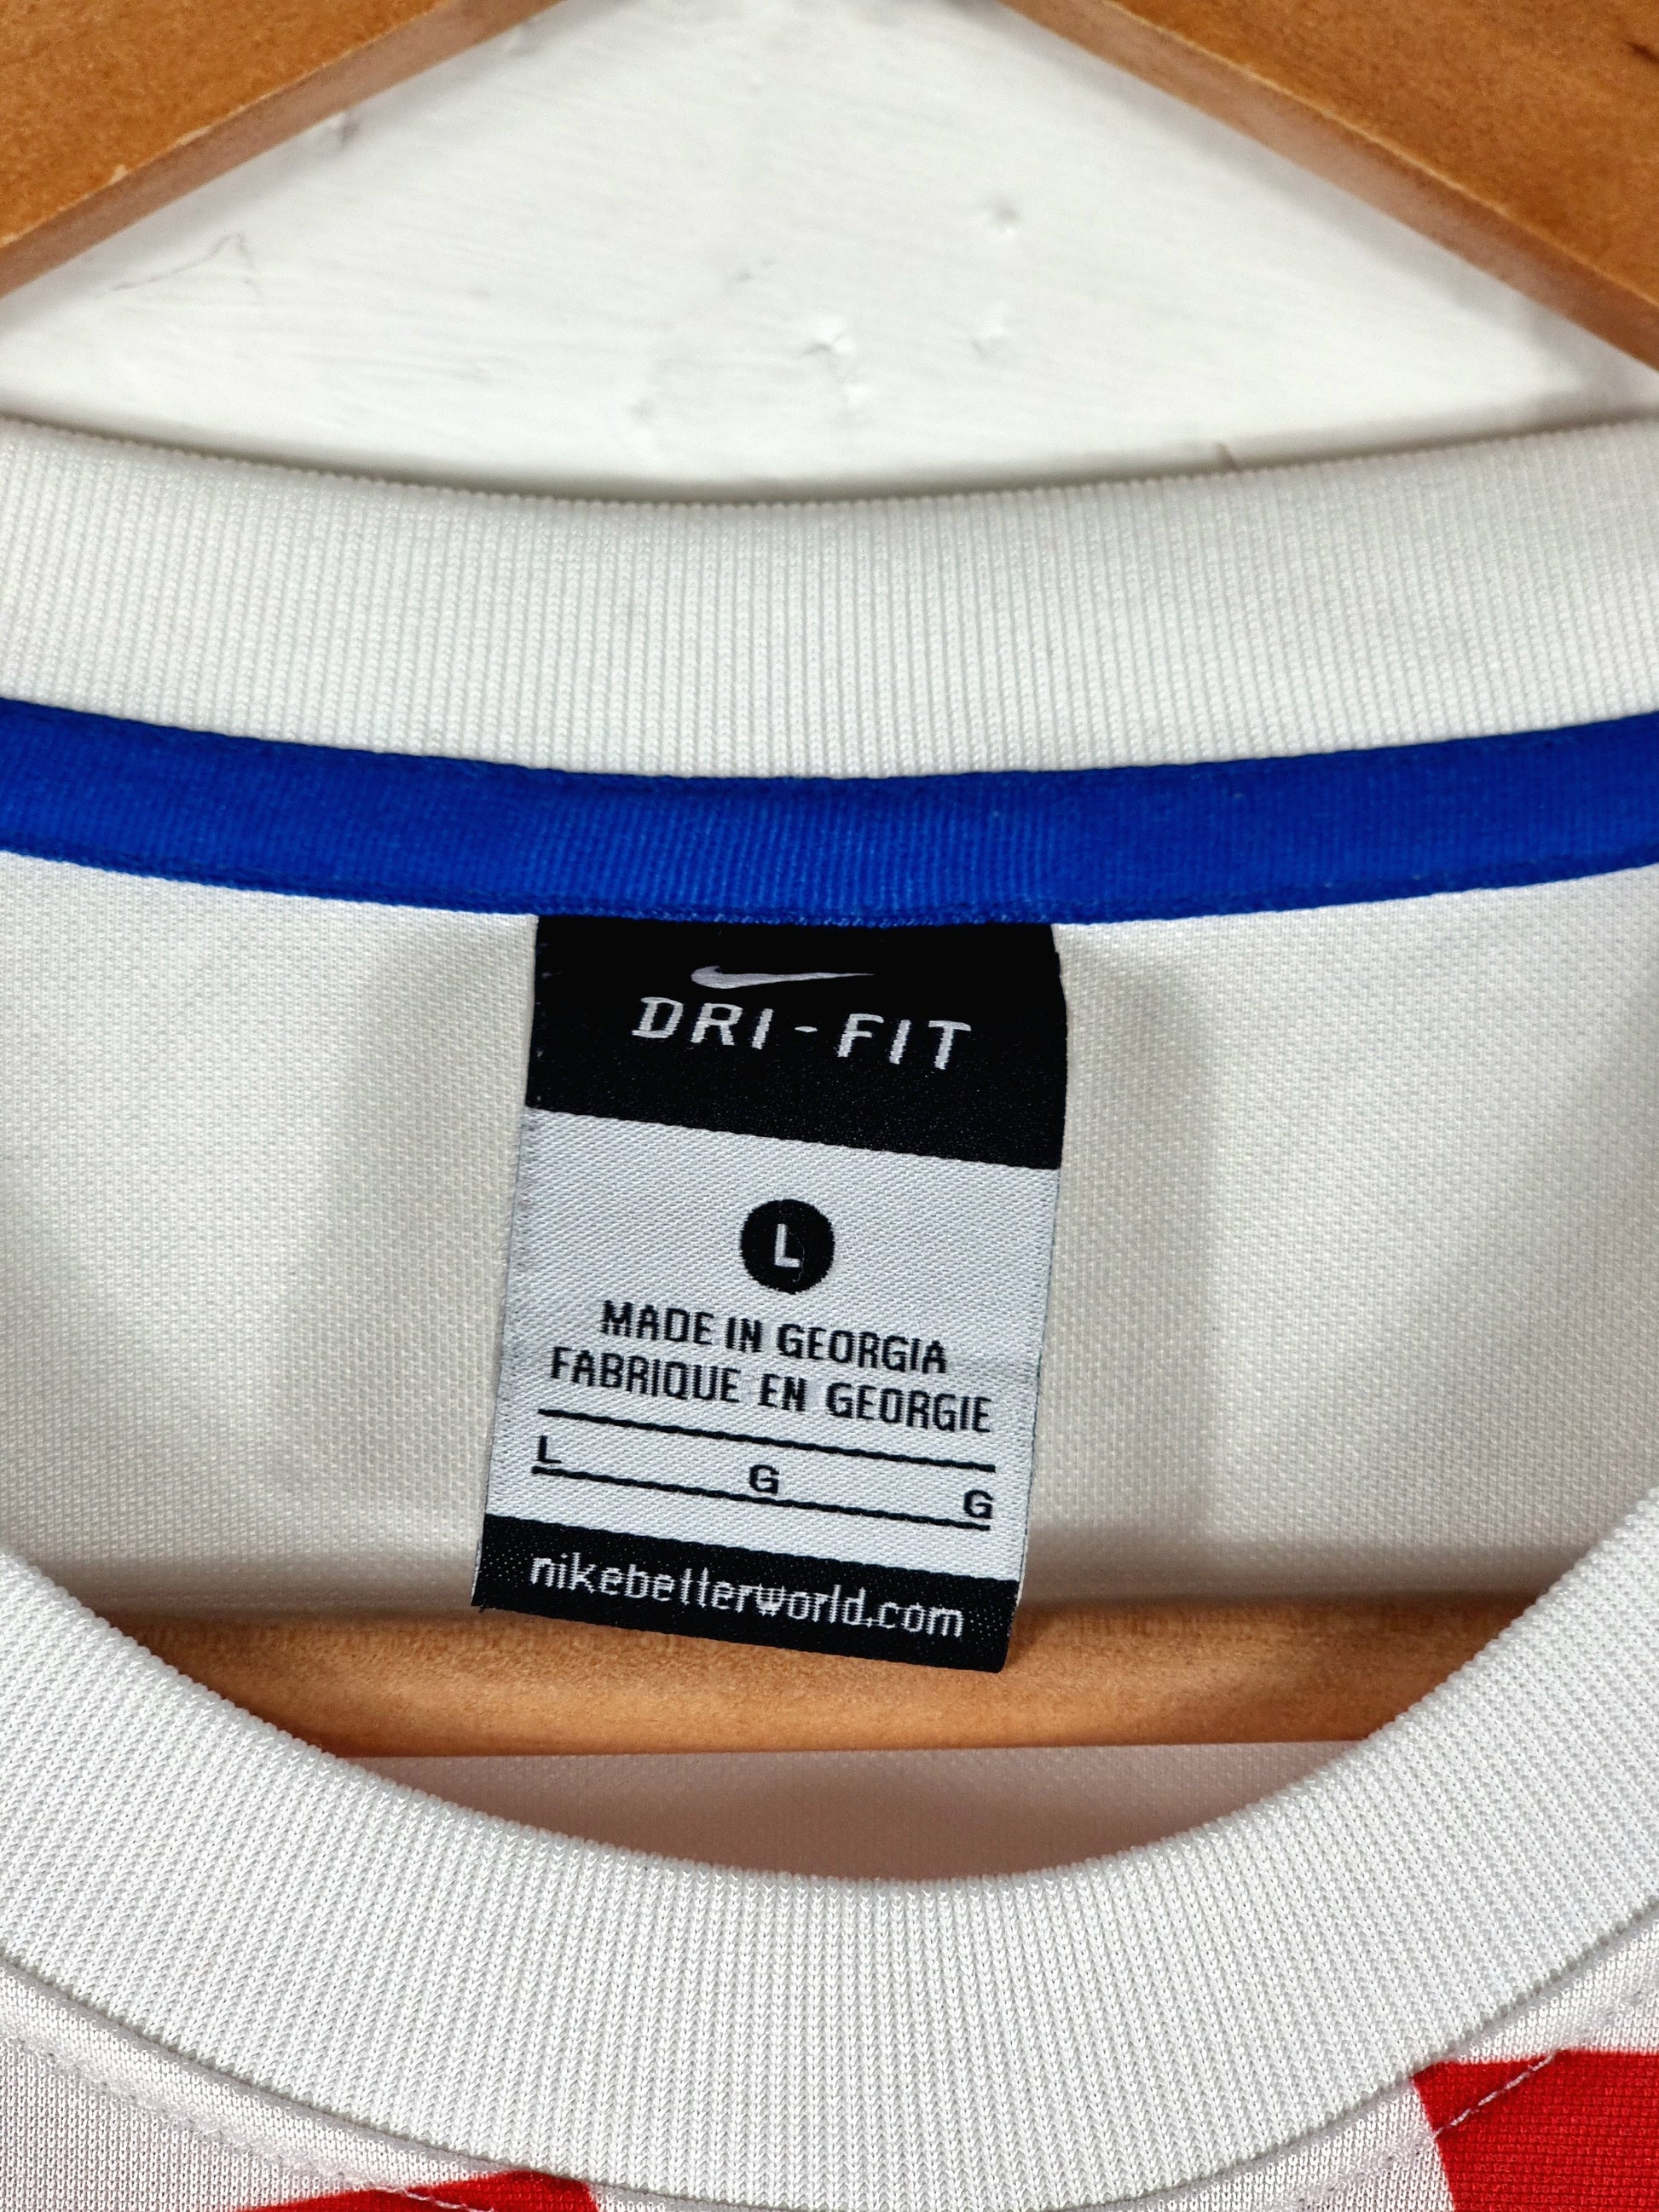 DRI-FIT
L
MADE IN GEORGIA
FABRIQUE EN GEORGIE
L G G
nikebetterworld.com